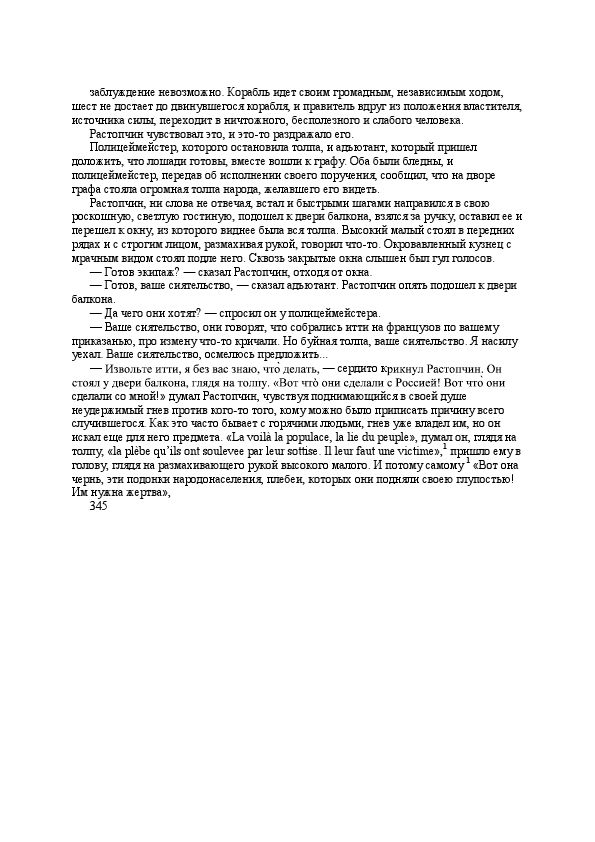 заблуждение невозможно. Корабль идет своим громадным, независимым ходом,
шест не достает до двинувшегося корабля, и правитель вдруг из положения властителя,
источника силы, переходит в ничтожного, бесполезного и слабого человека.
Растопчин чувствовал это, и это-то раздражало его.
Полицеймейстер, которого остановила толпа, и адъютант, который пришел
доложить, что лошади готовы, вместе вошли к графу. Оба были бледны, и
полицеймейстер, передав об исполнении своего поручения, сообщил, что на дворе
графа стояла огромная толпа народа, желавшего его видеть.
Растопчин, ни слова не отвечая, встал и быстрыми шагами направился в свою
роскошную, светлую гостиную, подошел к двери балкона, взялся за ручку, оставил ее и
перешел к окну, из которого виднее была вся толпа. Высокий малый стоял в передних
рядах и с строгим лицом, размахивая рукой, говорил что-то. Окровавленный кузнец с
мрачным видом стоял подле него. Сквозь закрытые окна слышен был гул голосов.
— Готов экипаж? — сказал Растопчин, отходя от окна.
— Готов, ваше сиятельство, — сказал адъютант. Растопчин опять подошел к двери
балкона.
— Да чего они хотят? — спросил он у полицеймейстера.
— Ваше сиятельство, они говорят, что собрались итти на французов по вашему
приказанью, про измену что-то кричали. Но буйная толпа, ваше сиятельство. Я насилу
уехал. Ваше сиятельство, осмелюсь предложить...
— Извольте итти, я без вас знаю, что̀ делать, — сердито крикнул Растопчин. Он
стоял у двери балкона, глядя на толпу. «Вот что̀ они сделали с Россией! Вот что̀ они
сделали со мной!» думал Растопчин, чувствуя поднимающийся в своей душе
неудержимый гнев против кого-то того, кому можно было приписать причину всего
случившегося. Как это часто бывает с горячими людьми, гнев уже владел им, но он
искал еще для него предмета. «La voilà la populace, la lie du peuple», думал он, глядя на
толпу, «la plèbe qu’ils ont soulevee par leur sottise. Il leur faut une victime»,1 пришло ему в
голову, глядя на размахивающего рукой высокого малого. И потому самому 1 «Вот она
чернь, эти подонки народонаселения, плебеи, которых они подняли своею глупостью!
Им нужна жертва»,
345